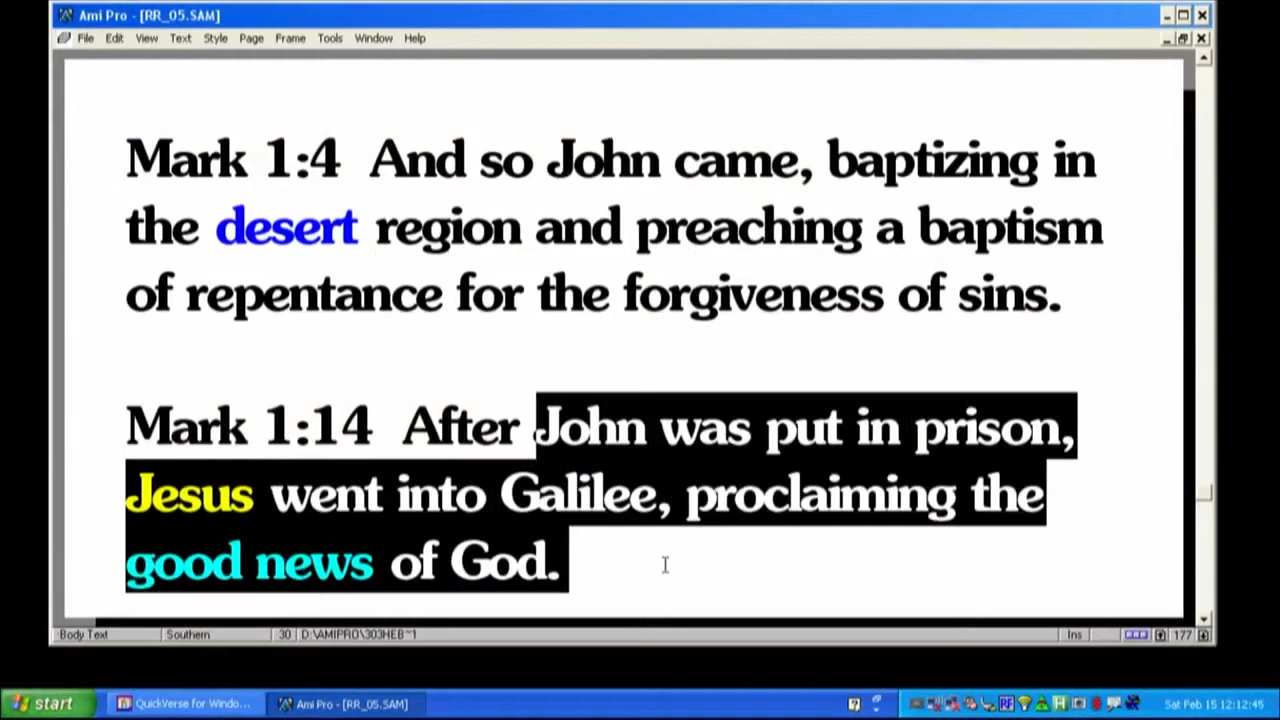 Ami Pro - [RR_05.SAM]
File Edit View Text Style Page Frame Tools Window Help
Mark 1:4 And so John came, baptizing in
the desert region and preaching a baptism
of repentance for the forgiveness of sins.
Mark 1:14 After John was put in prison,
Jesus went into Galilee, proclaiming the
good news of God.
Body Text Southern 30 D:\AMIPRO\303HEB~1 Ins 177
start QuickVerse for Windo... Ami Pro - [RR_05.SAM] ? RF H Sat Feb 15 12:12:45